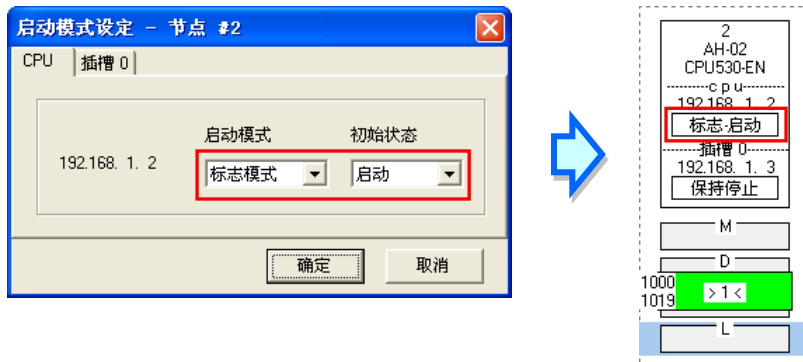 启动模式设定 - 节点 #2
CPU 插槽 0
启动模式 初始状态
192.168. 1. 2 标志模式 启动
确定 取消
2
AH-02
CPU530-EN
---------c p u---------
192.168. 1. 2
标志-启动
-------插槽 0-------
192.168. 1. 3
保持停止
M
D
1000
1019
>1<
L